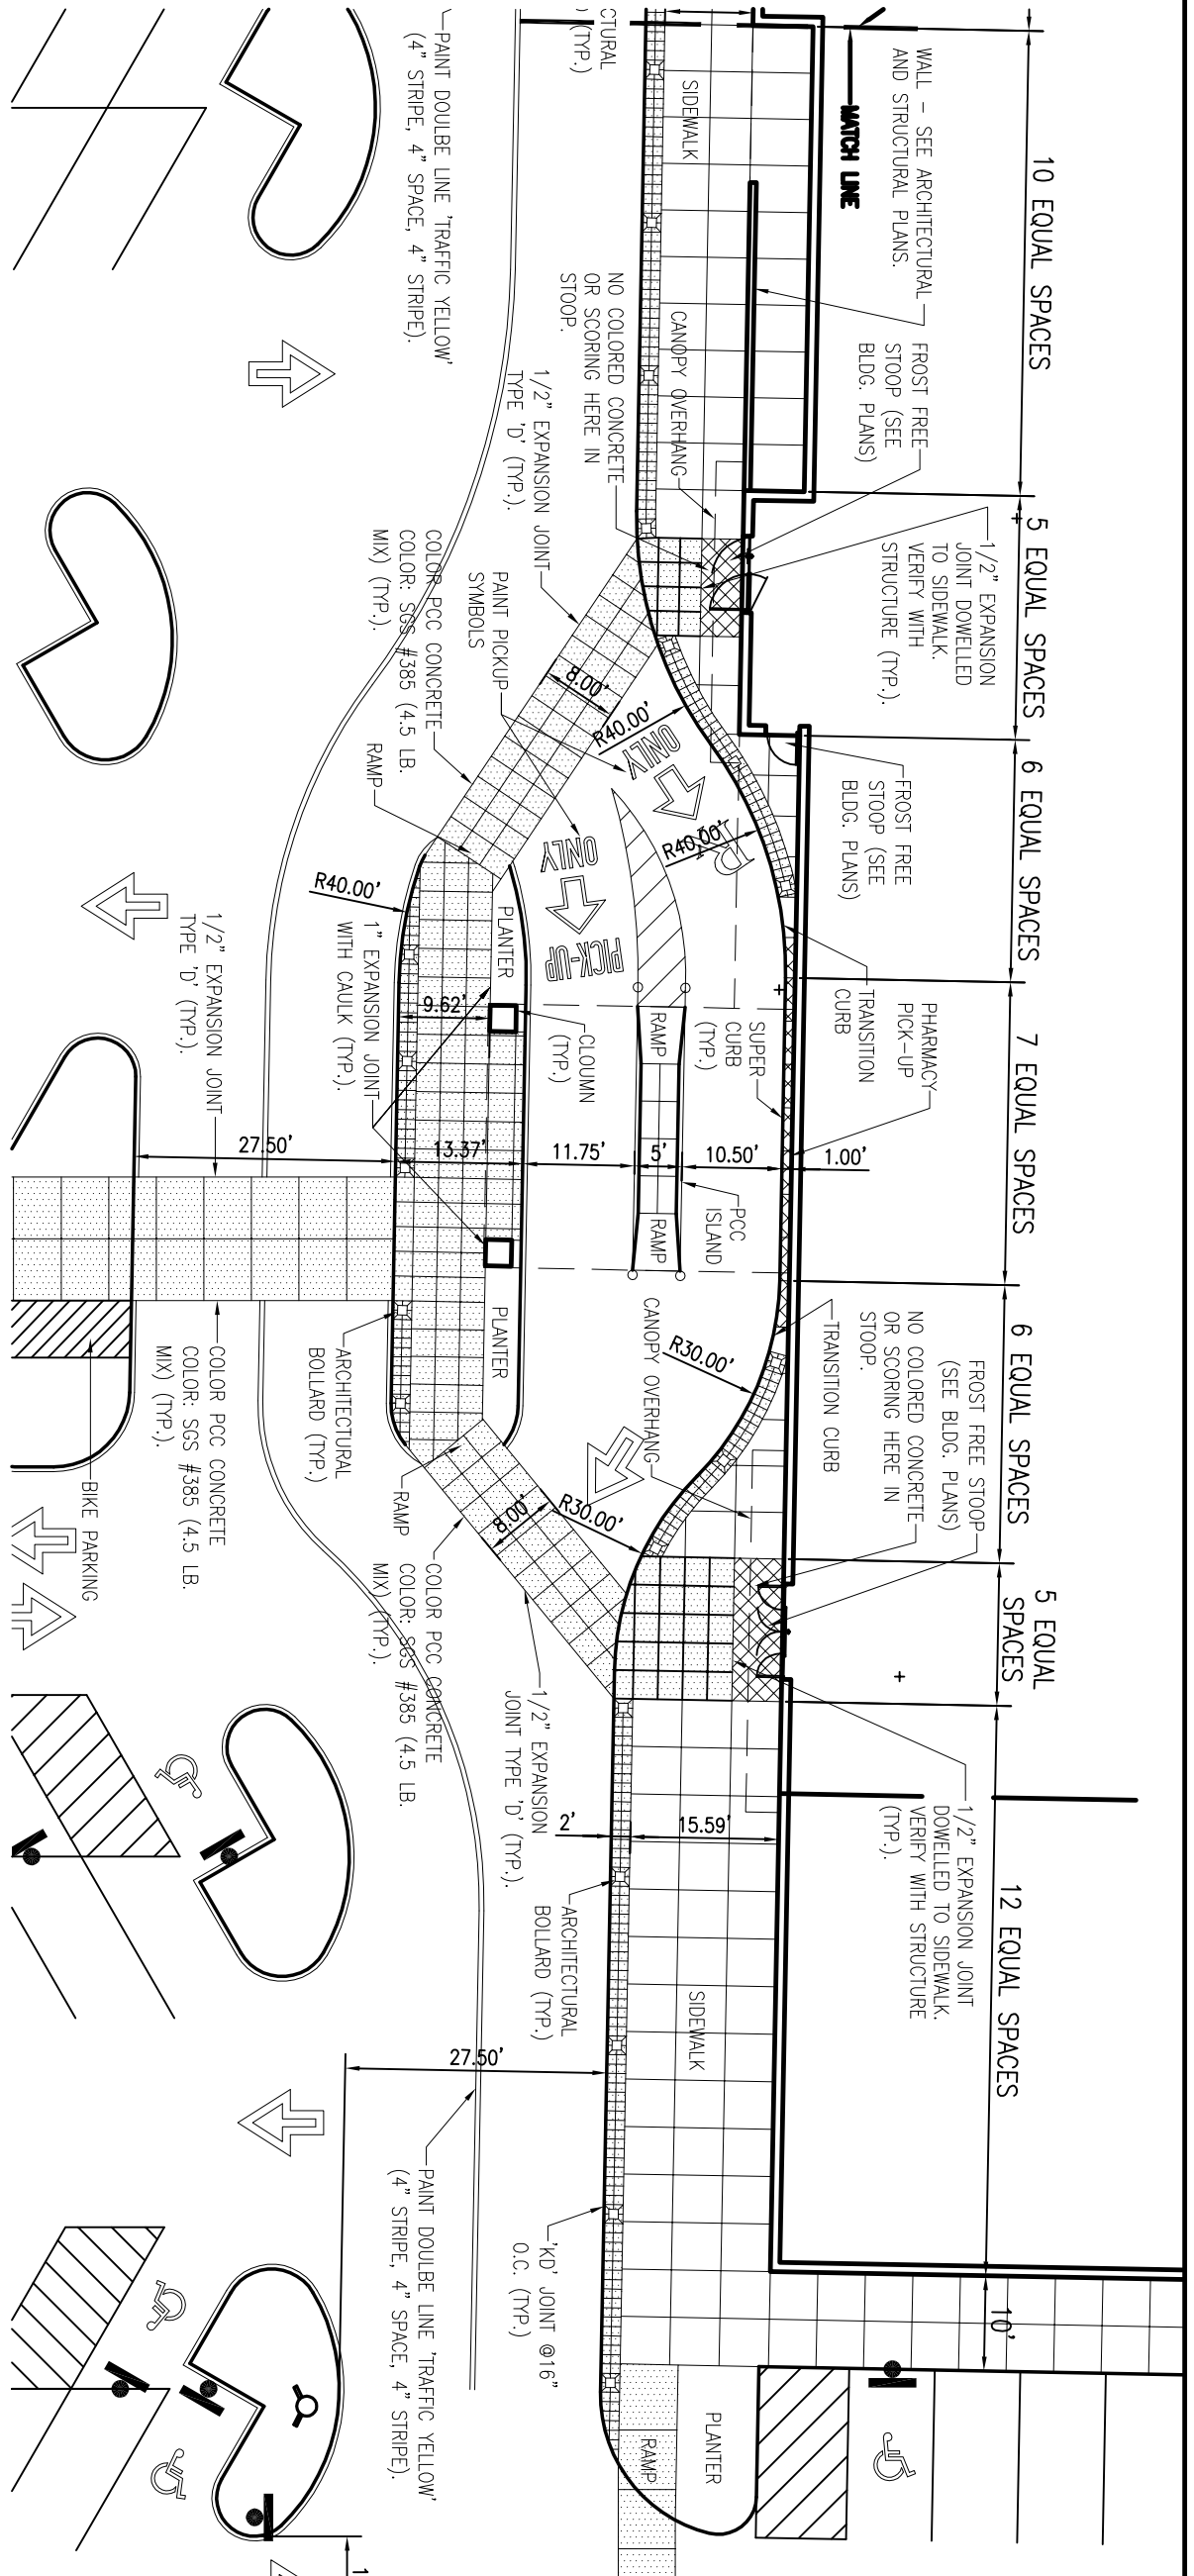 10 EQUAL SPACES
5 EQUAL SPACES
6 EQUAL SPACES
7 EQUAL SPACES
6 EQUAL SPACES
5 EQUAL
SPACES
12 EQUAL SPACES
10'
WALL - SEE ARCHITECTURAL
AND STRUCTURAL PLANS.
MATCH LINE
FROST FREE
STOOP (SEE
BLDG. PLANS)
1/2" EXPANSION
JOINT DOWELLED
TO SIDEWALK.
VERIFY WITH
STRUCTURE (TYP.).
FROST FREE
STOOP (SEE
BLDG. PLANS)
PHARMACY
PICK-UP
TRANSITION
CURB
SUPER
CURB
(TYP.)
1.00'
FROST FREE STOOP
(SEE BLDG. PLANS)
NO COLORED CONCRETE
OR SCORING HERE IN
STOOP.
TRANSITION CURB
1/2" EXPANSION JOINT
DOWELLED TO SIDEWALK.
VERIFY WITH STRUCTURE
(TYP.).
CTURAL
(TYP.)
SIDEWALK
CANOPY OVERHANG
NO COLORED CONCRETE
OR SCORING HERE IN
STOOP.
R40.00'
R40.00'
R
ONLY
ONLY
PICK-UP
RAMP
RAMP
PCC
ISLAND
10.50'
5'
11.75'
13.37'
27.50'
9.62'
CLOUMN
(TYP.)
CANOPY OVERHANG
R30.00'
R30.00'
8.00'
8.00'
15.59'
2'
SIDEWALK
PLANTER
RAMP
PAINT DOULBE LINE 'TRAFFIC YELLOW'
(4" STRIPE, 4" SPACE, 4" STRIPE).
1/2" EXPANSION JOINT
TYPE 'D' (TYP.).
PAINT PICKUP
SYMBOLS
COLOR PCC CONCRETE
COLOR: SGS #385 (4.5 LB.
MIX) (TYP.).
RAMP
R40.00'
PLANTER
1" EXPANSION JOINT
WITH CAULK (TYP.).
1/2" EXPANSION JOINT
TYPE 'D' (TYP.).
PLANTER
ARCHITECTURAL
BOLLARD (TYP.)
COLOR PCC CONCRETE
COLOR: SGS #385 (4.5 LB.
MIX) (TYP.).
BIKE PARKING
RAMP
COLOR PCC CONCRETE
COLOR: SGS #385 (4.5 LB.
MIX) (TYP.).
1/2" EXPANSION
JOINT TYPE 'D' (TYP.).
ARCHITECTURAL
BOLLARD (TYP.)
27.50'
'KD' JOINT @16"
O.C. (TYP.)
PAINT DOULBE LINE 'TRAFFIC YELLOW'
(4" STRIPE, 4" SPACE, 4" STRIPE).
1